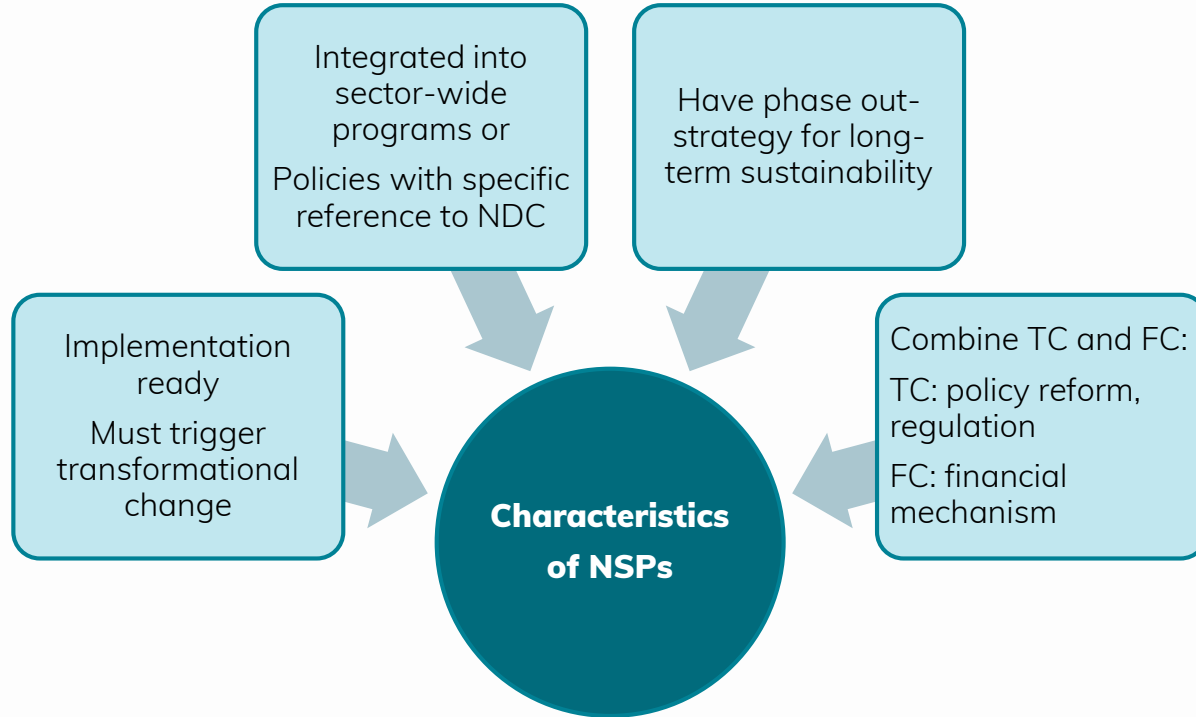 Implementation
ready
Must trigger
transformational
change
Integrated into
sector-wide
programs or
Policies with specific
reference to NDC
Have phase out-
strategy for long-
term sustainability
Combine TC and FC:
TC: policy reform,
regulation
FC: financial
mechanism
Characteristics
of NSPs